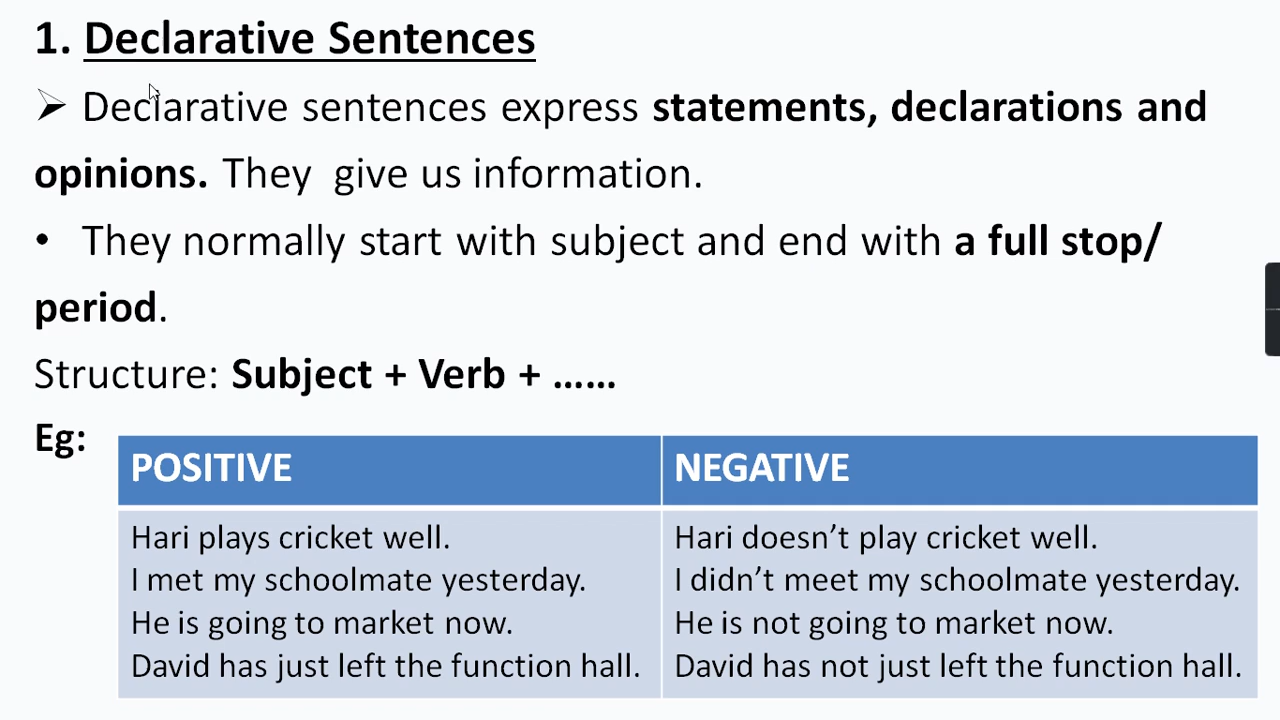 1. Declarative Sentences
➢ Declarative sentences express statements, declarations and
opinions. They give us information.
• They normally start with subject and end with a full stop/
period.
Structure: Subject + Verb + ......
Eg:
POSITIVE
Hari plays cricket well.
I met my schoolmate yesterday.
He is going to market now.
David has just left the function hall.
NEGATIVE
Hari doesn’t play cricket well.
I didn’t meet my schoolmate yesterday.
He is not going to market now.
David has not just left the function hall.